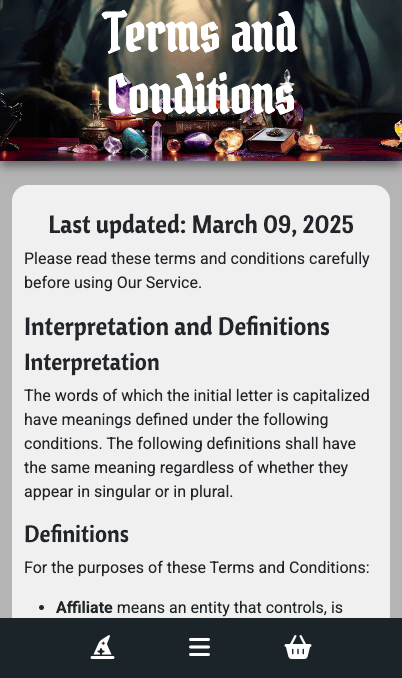 Terms and
Conditions
Last updated: March 09, 2025
Please read these terms and conditions carefully
before using Our Service.
Interpretation and Definitions
Interpretation
The words of which the initial letter is capitalized
have meanings defined under the following
conditions. The following definitions shall have
the same meaning regardless of whether they
appear in singular or in plural.
Definitions
For the purposes of these Terms and Conditions:
• Affiliate means an entity that controls, is